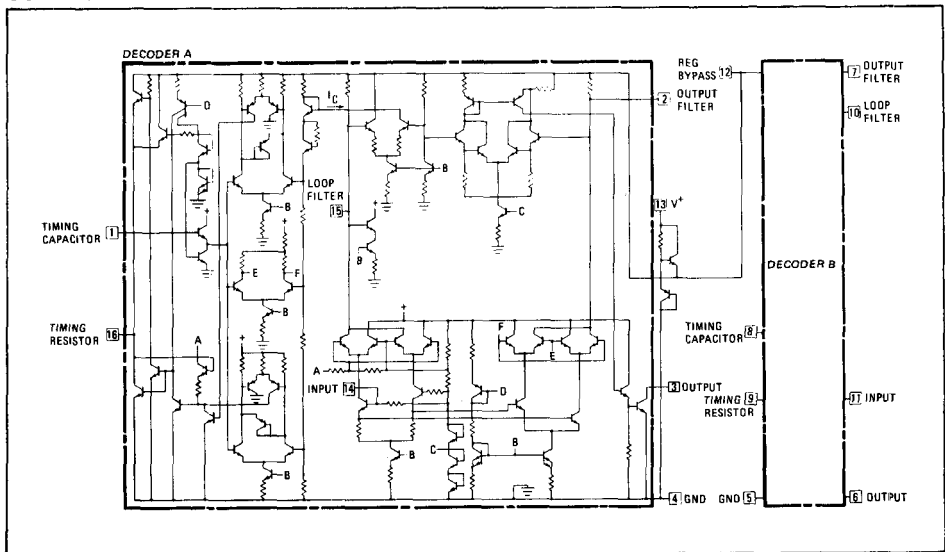 DECODER A
D
I_C
REG BYPASS 12
7 OUTPUT FILTER
2 OUTPUT FILTER
10 LOOP FILTER
B
B
LOOP FILTER
15
C
13 V+
TIMING CAPACITOR 1
B
DECODER B
E
F
B
TIMING RESISTOR 16
A
F
E
TIMING CAPACITOR 8
A
INPUT 14
D
3 OUTPUT
TIMING RESISTOR 9
11 INPUT
B
C
B
B
4 GND
GND 5
6 OUTPUT